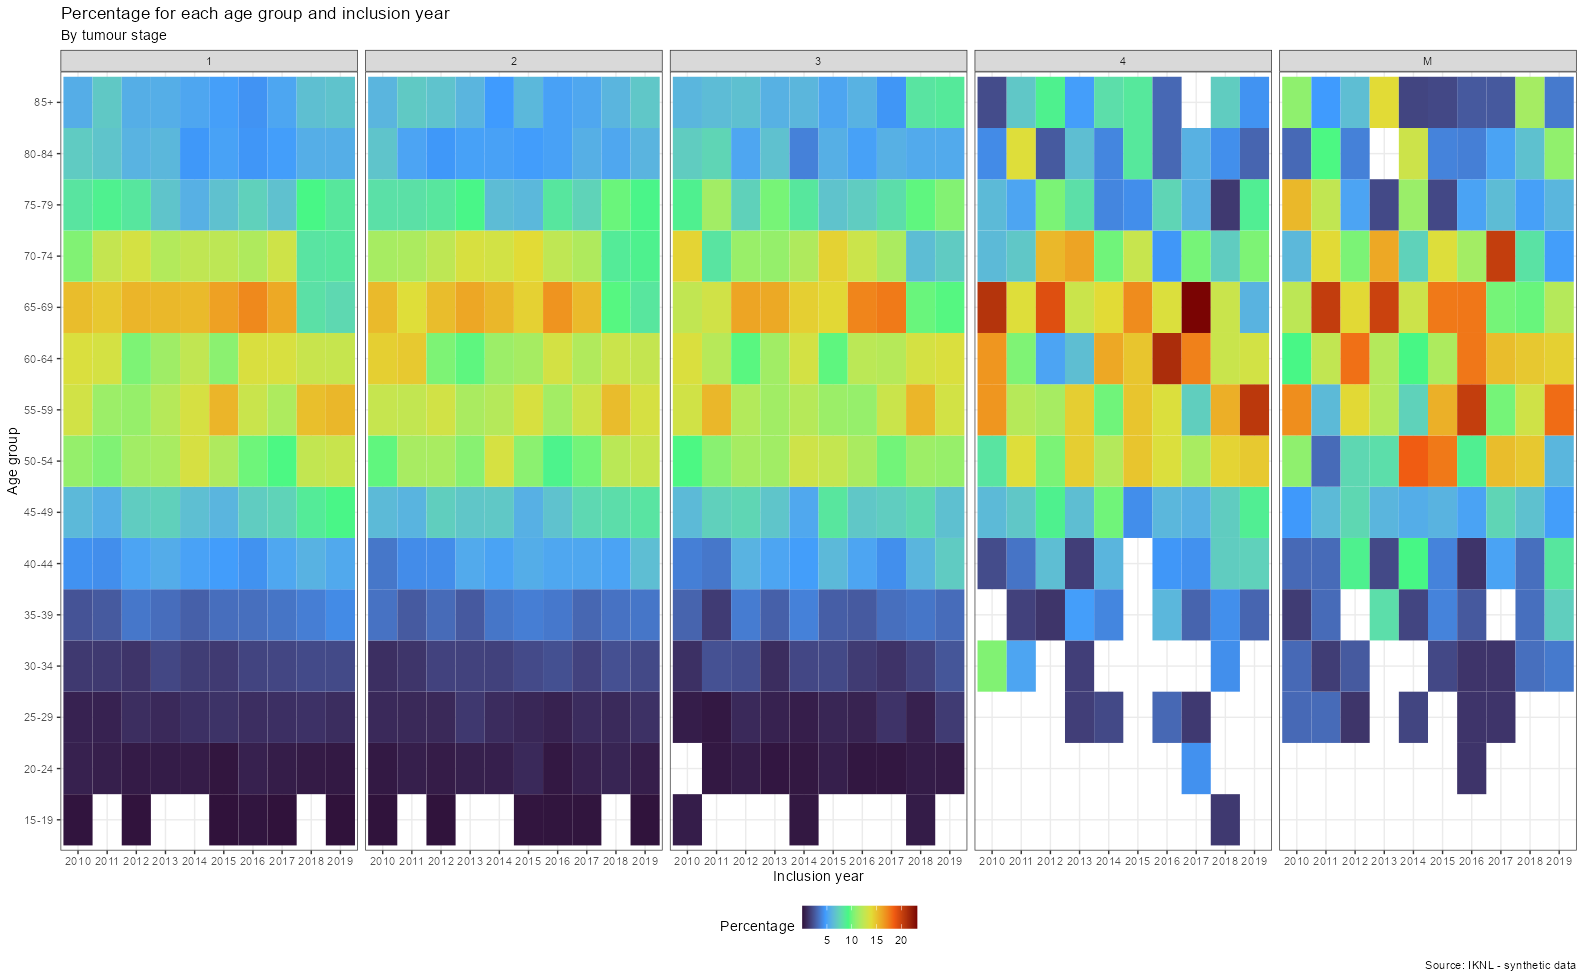 Percentage for each age group and inclusion year
By tumour stage
1 2 3 4 M
Age group
85+
80-84
75-79
70-74
65-69
60-64
55-59
50-54
45-49
40-44
35-39
30-34
25-29
20-24
15-19
2010 2011 2012 2013 2014 2015 2016 2017 2018 2019 2010 2011 2012 2013 2014 2015 2016 2017 2018 2019 2010 2011 2012 2013 2014 2015 2016 2017 2018 2019 2010 2011 2012 2013 2014 2015 2016 2017 2018 2019 2010 2011 2012 2013 2014 2015 2016 2017 2018 2019
Inclusion year
Percentage
5 10 15 20
Source: IKNL - synthetic data